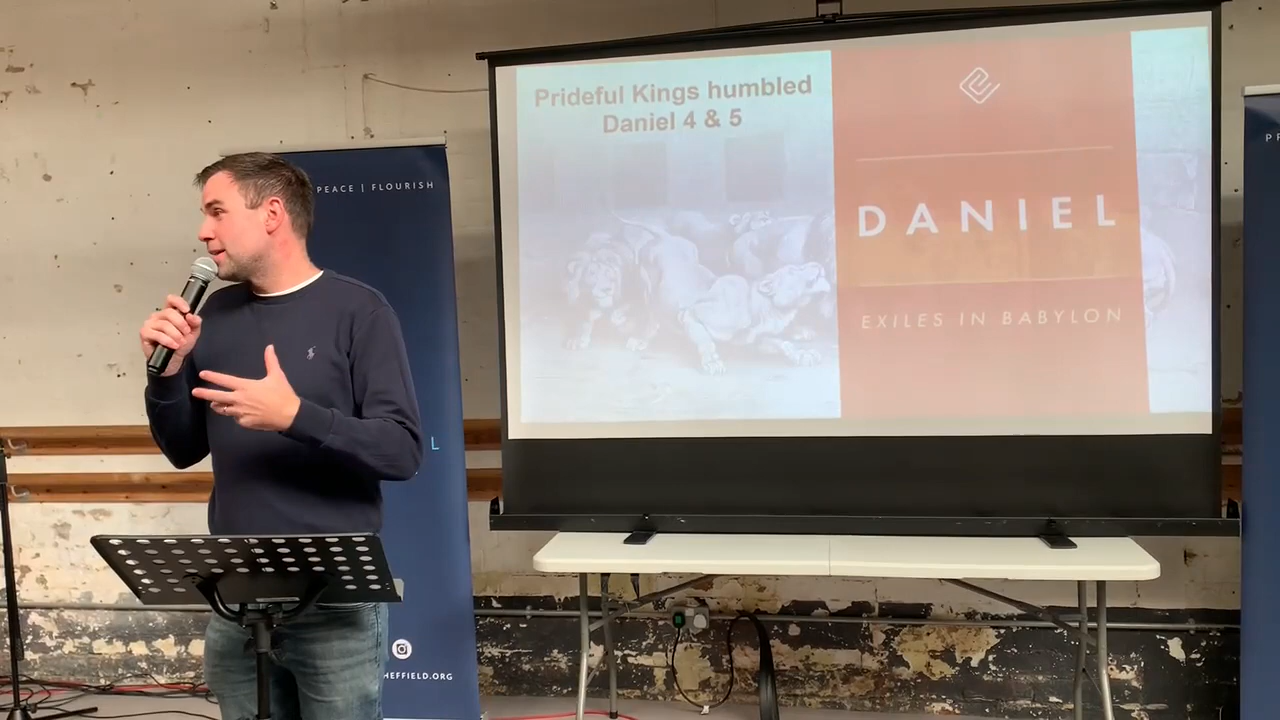 Prideful Kings humbled
Daniel 4 & 5
DANIEL
EXILES IN BABYLON
PEACE | FLOURISH
L
HEFFIELD.ORG
P